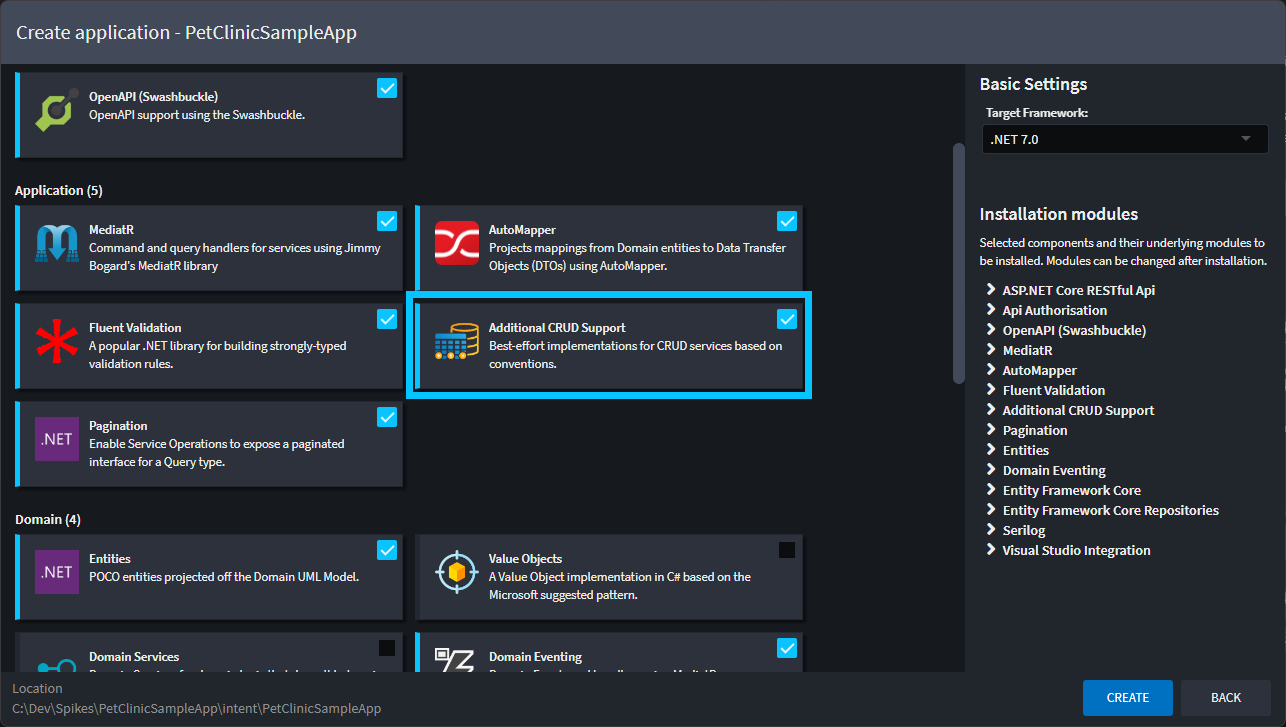 Create application - PetClinicSampleApp
OpenAPI (Swashbuckle)
OpenAPI support using the Swashbuckle.
Application (5)
MediatR
Command and query handlers for services using Jimmy
Bogard's MediatR library
AutoMapper
Projects mappings from Domain entities to Data Transfer
Objects (DTOs) using AutoMapper.
Fluent Validation
A popular .NET library for building strongly-typed
validation rules.
Additional CRUD Support
Best-effort implementations for CRUD services based on
conventions.
.NET
Pagination
Enable Service Operations to expose a paginated
interface for a Query type.
Domain (4)
.NET
Entities
POCO entities projected off the Domain UML Model.
Value Objects
A Value Object implementation in C# based on the
Microsoft suggested pattern.
Domain Services
Domain Eventing
Basic Settings
Target Framework:
.NET 7.0
Installation modules
Selected components and their underlying modules to
be installed. Modules can be changed after installation.
ASP.NET Core RESTful Api
Api Authorisation
OpenAPI (Swashbuckle)
MediatR
AutoMapper
Fluent Validation
Additional CRUD Support
Pagination
Entities
Domain Eventing
Entity Framework Core
Entity Framework Core Repositories
Serilog
Visual Studio Integration
Location
C:\Dev\Spikes\PetClinicSampleApp\intent\PetClinicSampleApp
CREATE
BACK